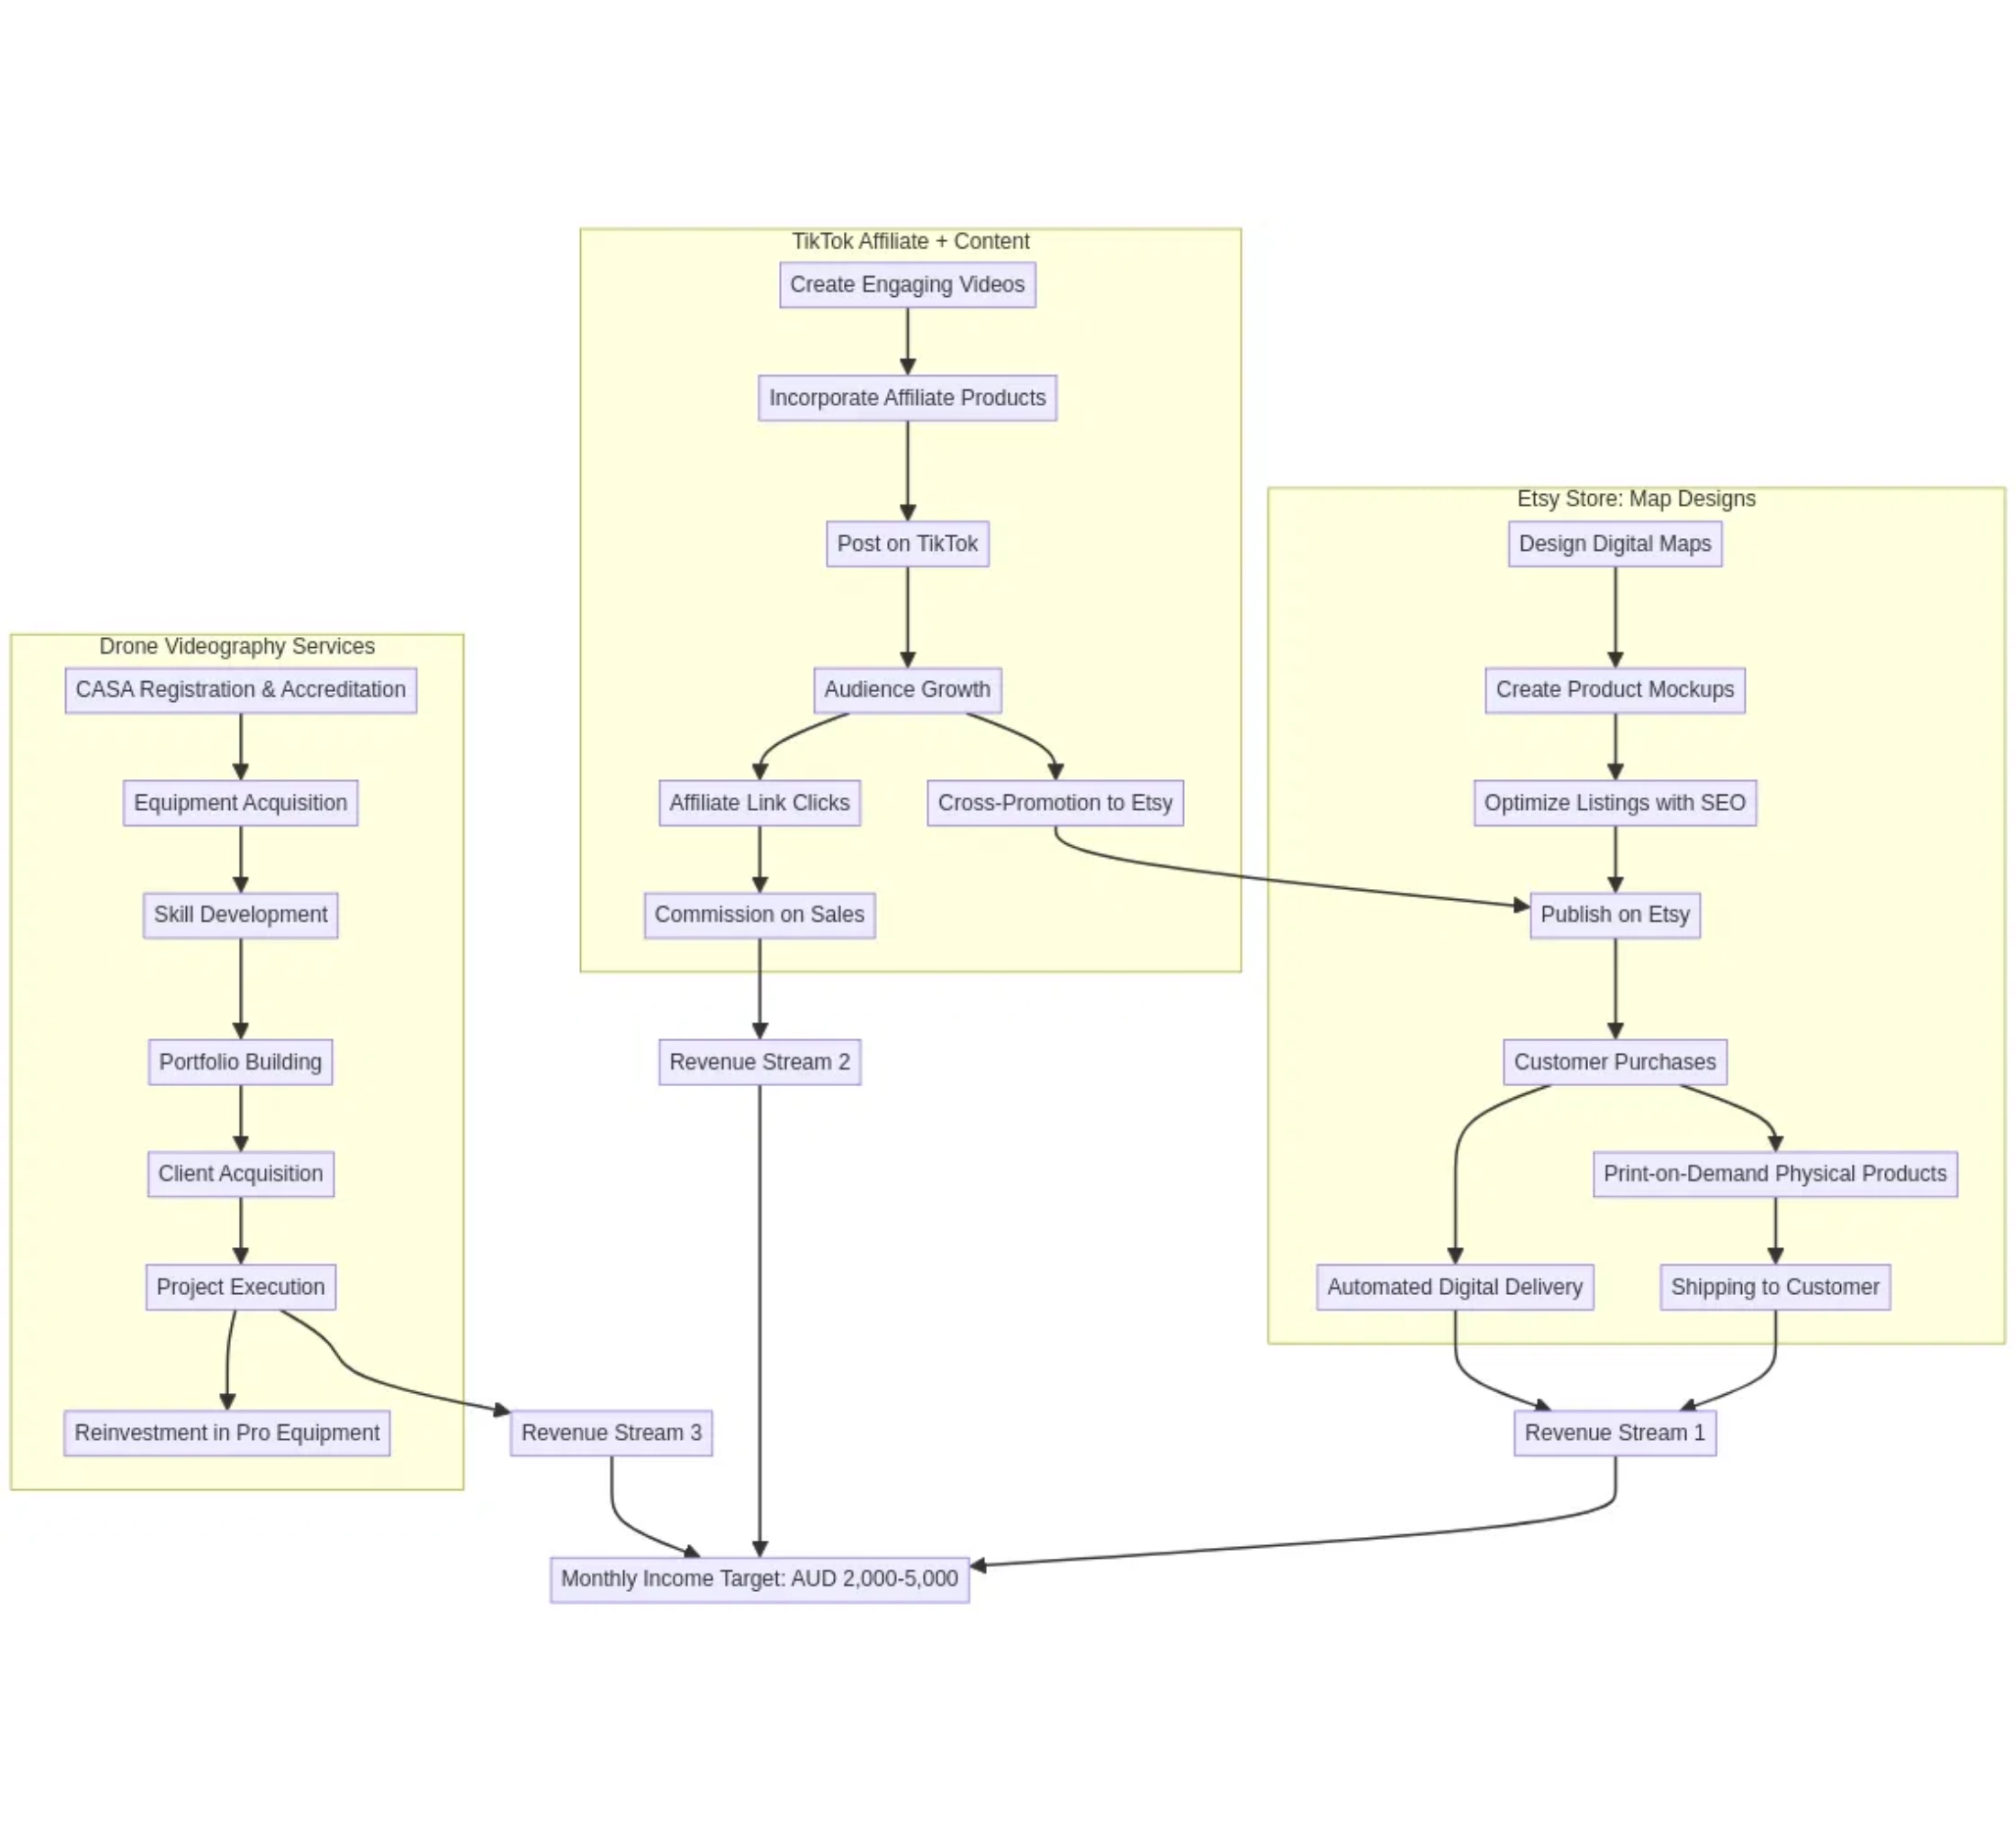 TikTok Affiliate + Content
Create Engaging Videos
Incorporate Affiliate Products
Post on TikTok
Audience Growth
Affiliate Link Clicks
Cross-Promotion to Etsy
Commission on Sales
Revenue Stream 2
Etsy Store: Map Designs
Design Digital Maps
Create Product Mockups
Optimize Listings with SEO
Publish on Etsy
Customer Purchases
Print-on-Demand Physical Products
Automated Digital Delivery
Shipping to Customer
Revenue Stream 1
Drone Videography Services
CASA Registration & Accreditation
Equipment Acquisition
Skill Development
Portfolio Building
Client Acquisition
Project Execution
Reinvestment in Pro Equipment
Revenue Stream 3
Monthly Income Target: AUD 2,000-5,000